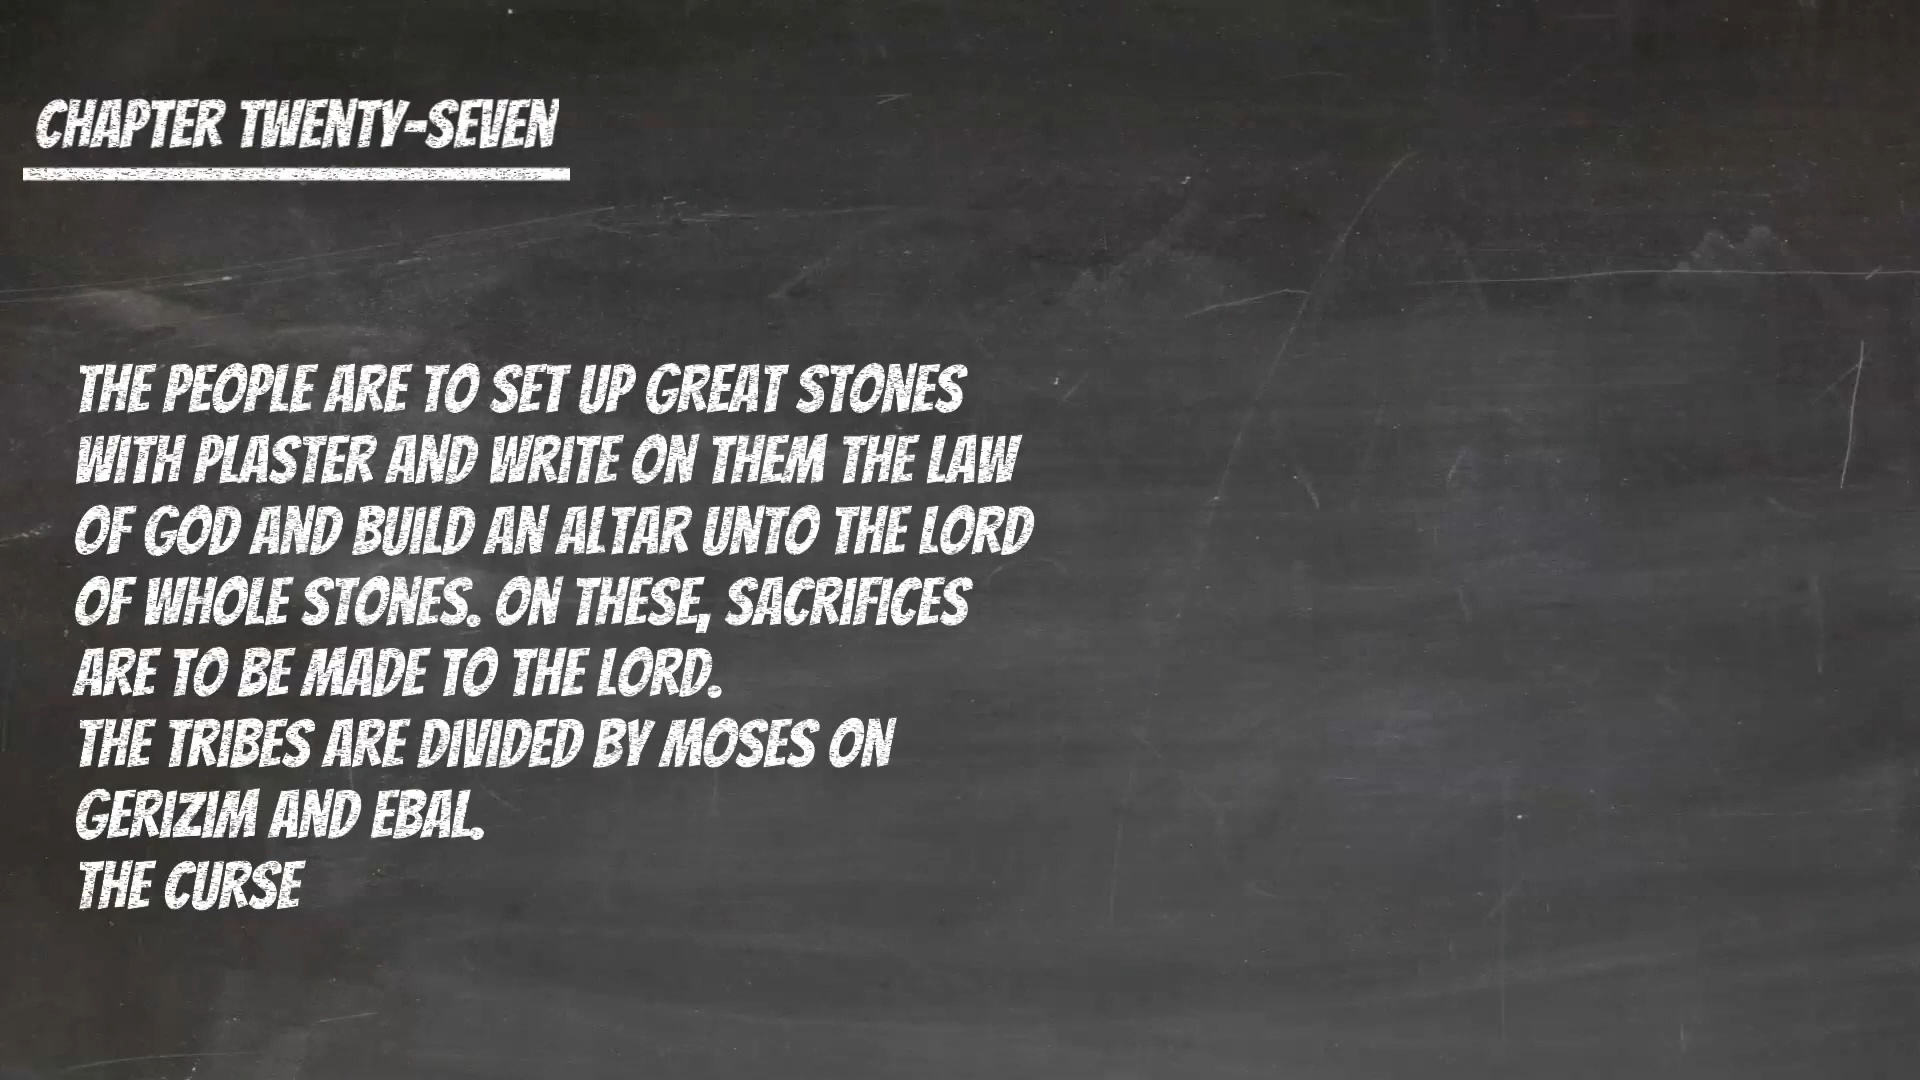 CHAPTER TWENTY-SEVEN
THE PEOPLE ARE TO SET UP GREAT STONES
WITH PLASTER AND WRITE ON THEM THE LAW
OF GOD AND BUILD AN ALTAR UNTO THE LORD
OF WHOLE STONES. ON THESE, SACRIFICES
ARE TO BE MADE TO THE LORD.
THE TRIBES ARE DIVIDED BY MOSES ON
GERIZIM AND EBAL.
THE CURSE